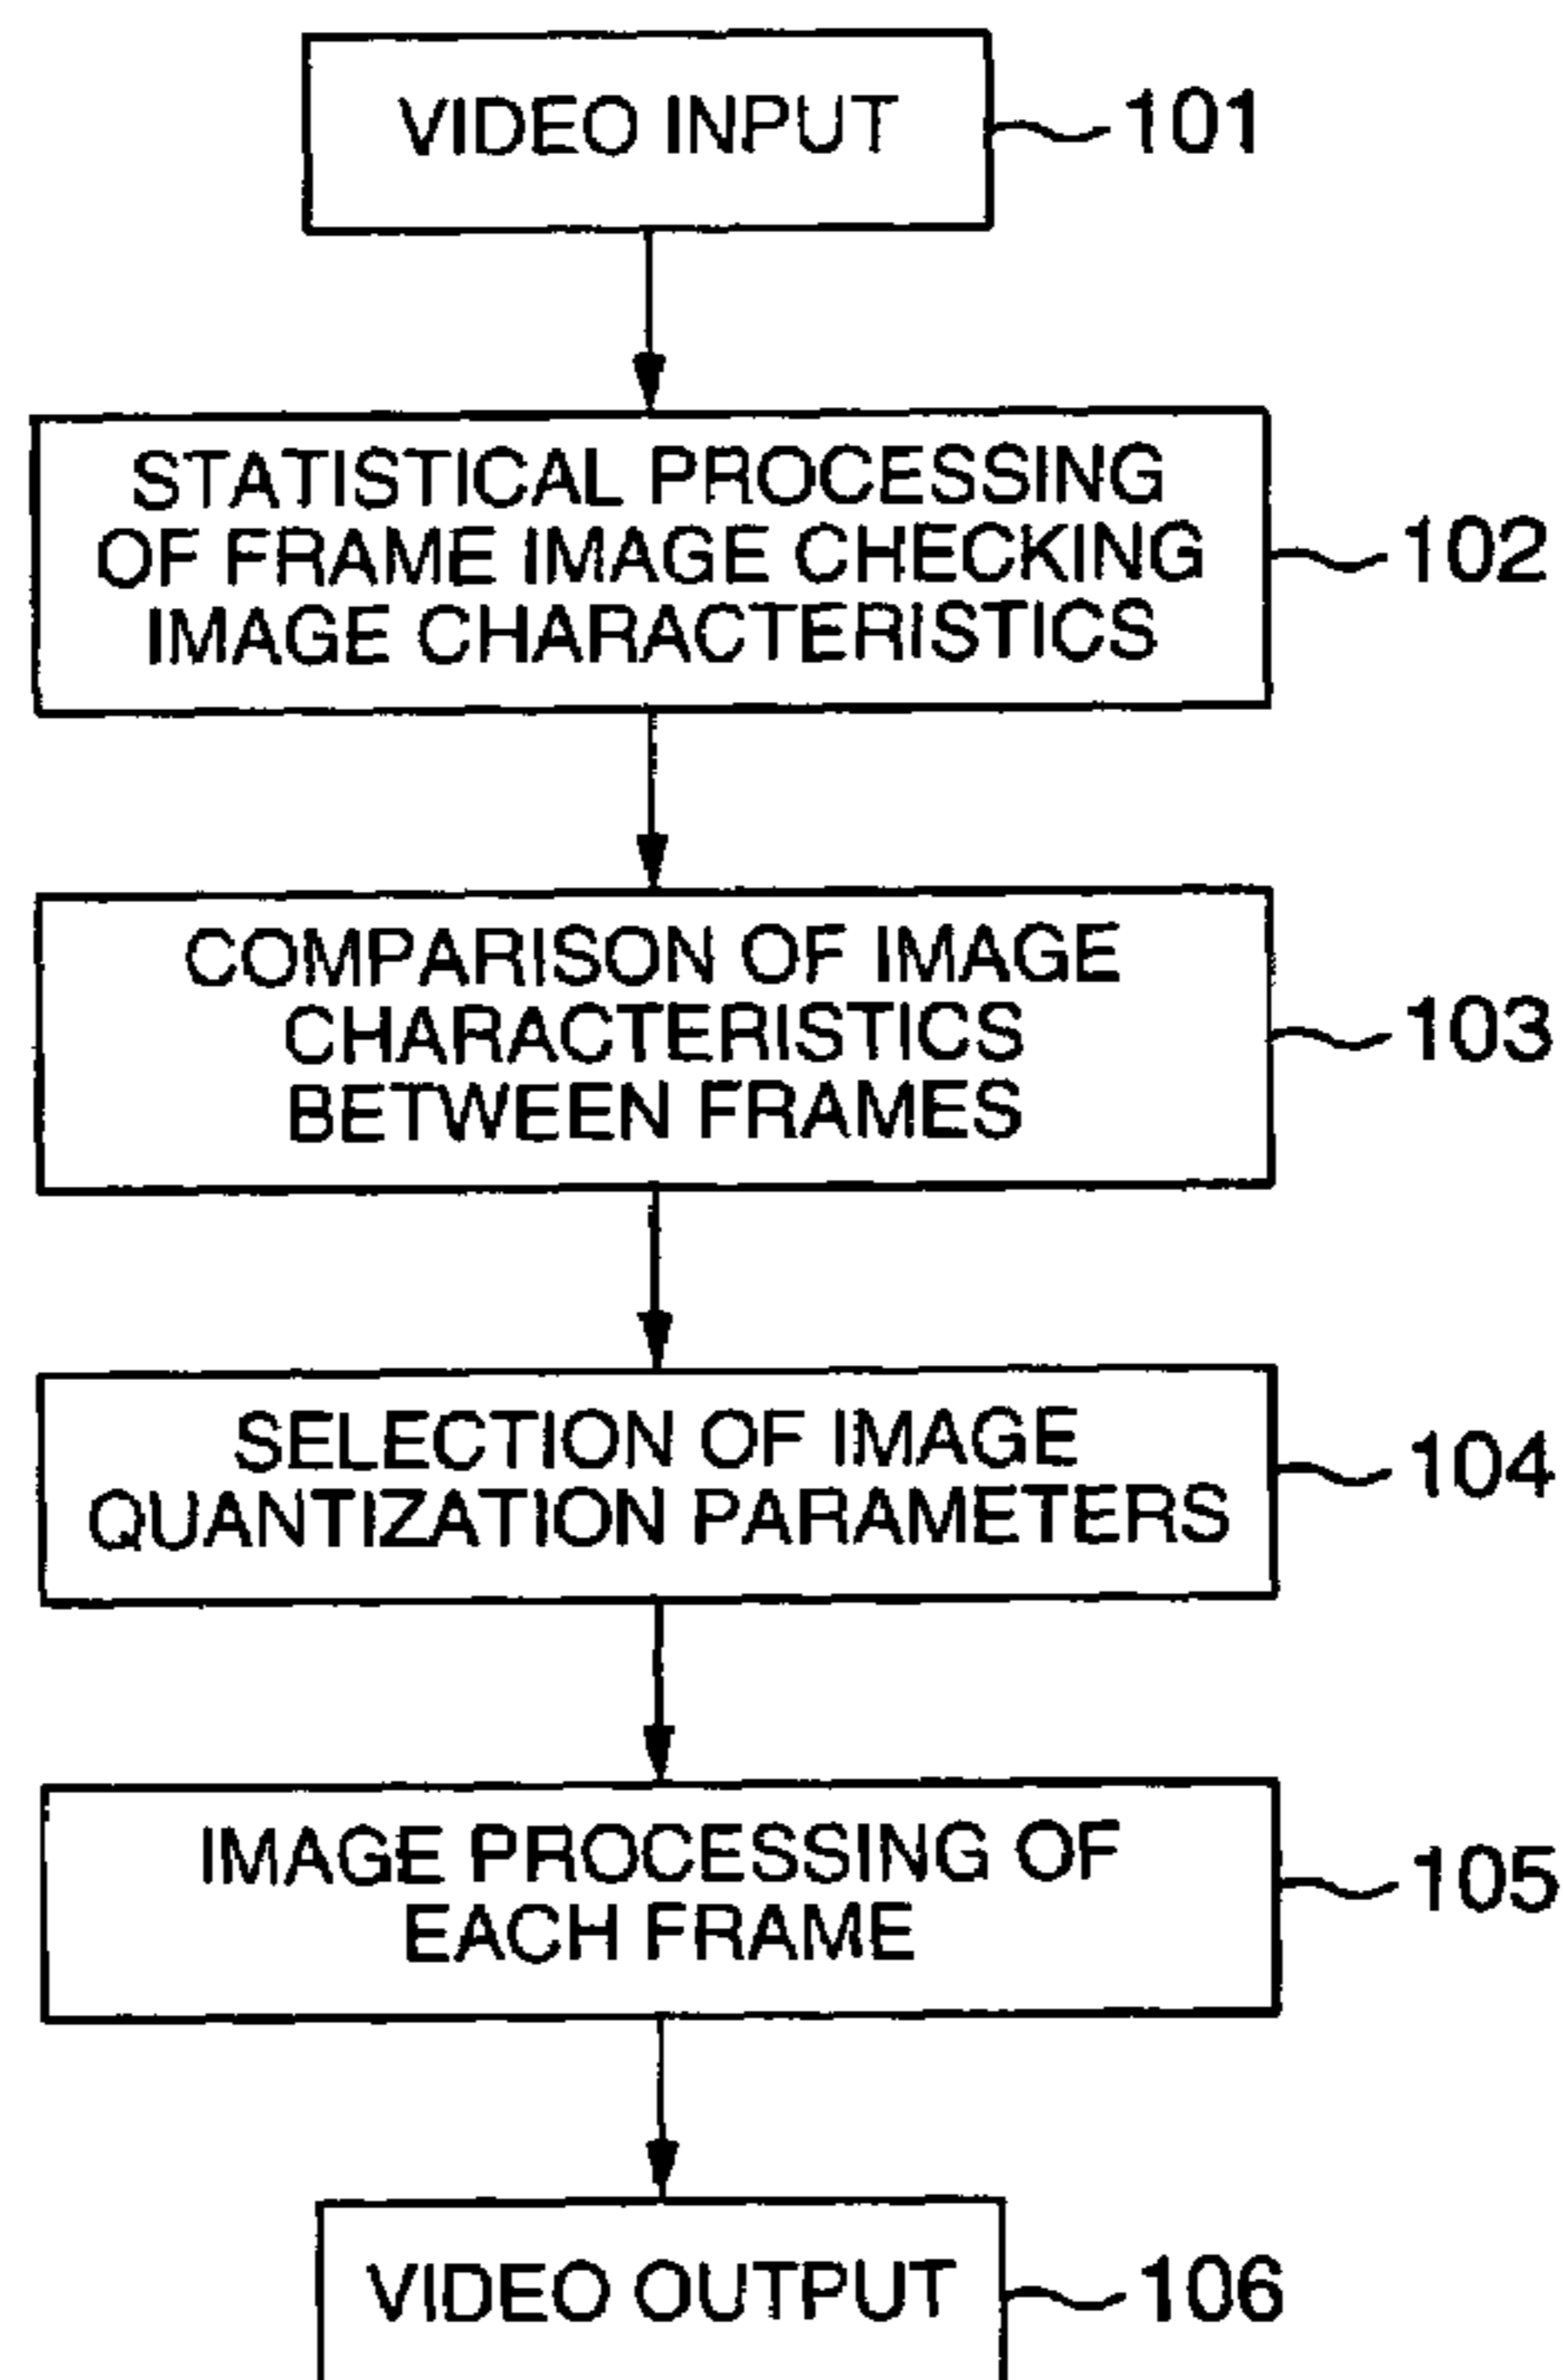 VIDEO INPUT
101
STATISTICAL PROCESSING
OF FRAME IMAGE CHECKING
IMAGE CHARACTERISTICS
102
COMPARISON OF IMAGE
CHARACTERISTICS
BETWEEN FRAMES
103
SELECTION OF IMAGE
QUANTIZATION PARAMETERS
104
IMAGE PROCESSING OF
EACH FRAME
105
VIDEO OUTPUT
106